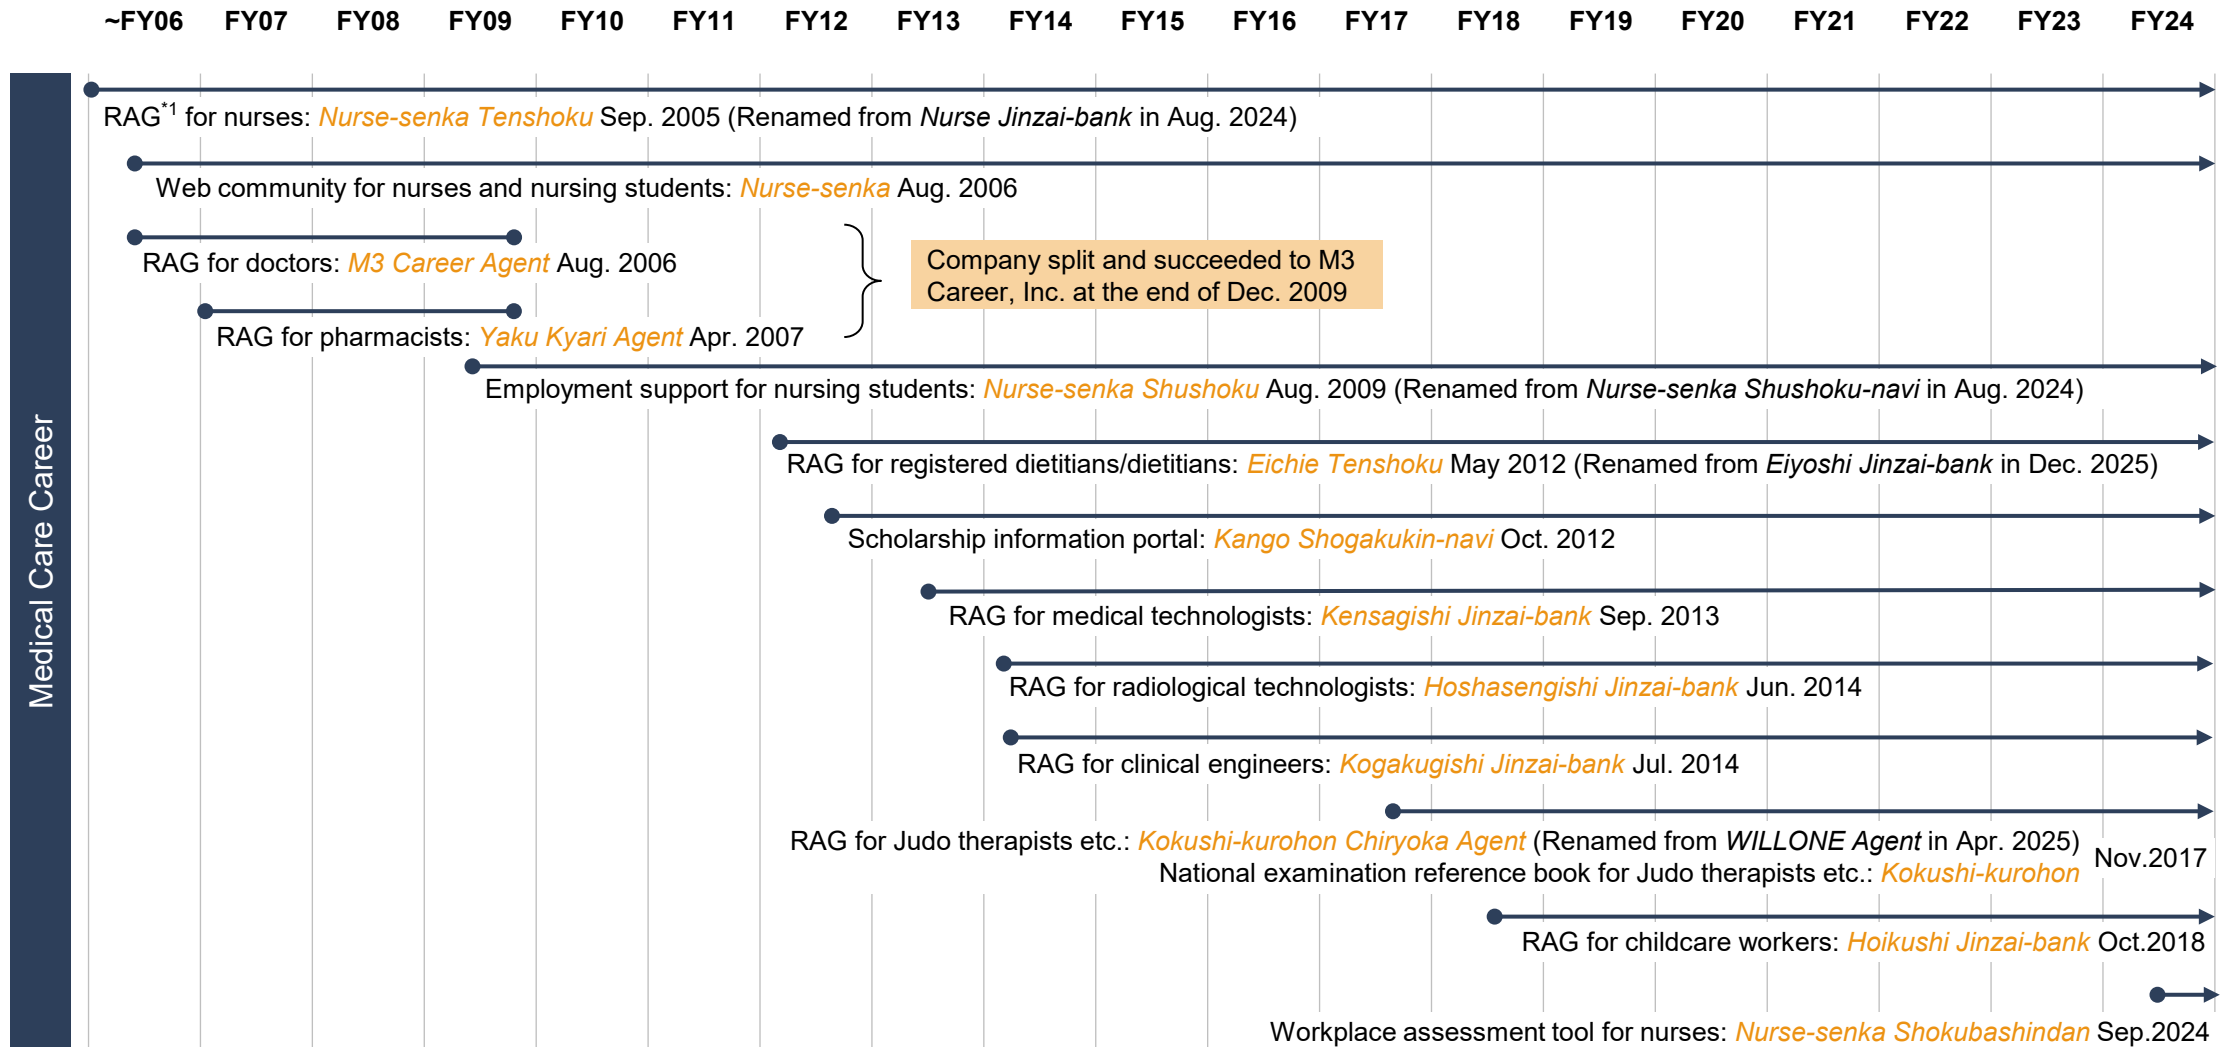 ~FY06 FY07 FY08 FY09 FY10 FY11 FY12 FY13 FY14 FY15 FY16 FY17 FY18 FY19 FY20 FY21 FY22 FY23 FY24
Medical Care Career
RAG*1 for nurses: Nurse-senka Tenshoku Sep. 2005 (Renamed from Nurse Jinzai-bank in Aug. 2024)
Web community for nurses and nursing students: Nurse-senka Aug. 2006
RAG for doctors: M3 Career Agent Aug. 2006
Company split and succeeded to M3
Career, Inc. at the end of Dec. 2009
RAG for pharmacists: Yaku Kyari Agent Apr. 2007
Employment support for nursing students: Nurse-senka Shushoku Aug. 2009 (Renamed from Nurse-senka Shushoku-navi in Aug. 2024)
RAG for registered dietitians/dietitians: Eichie Tenshoku May 2012 (Renamed from Eiyoshi Jinzai-bank in Dec. 2025)
Scholarship information portal: Kango Shogakukin-navi Oct. 2012
RAG for medical technologists: Kensagishi Jinzai-bank Sep. 2013
RAG for radiological technologists: Hoshasengishi Jinzai-bank Jun. 2014
RAG for clinical engineers: Kogakugishi Jinzai-bank Jul. 2014
RAG for Judo therapists etc.: Kokushi-kurohon Chiryoka Agent (Renamed from WILLONE Agent in Apr. 2025)
National examination reference book for Judo therapists etc.: Kokushi-kurohon
Nov.2017
RAG for childcare workers: Hoikushi Jinzai-bank Oct.2018
Workplace assessment tool for nurses: Nurse-senka Shokubashindan Sep.2024